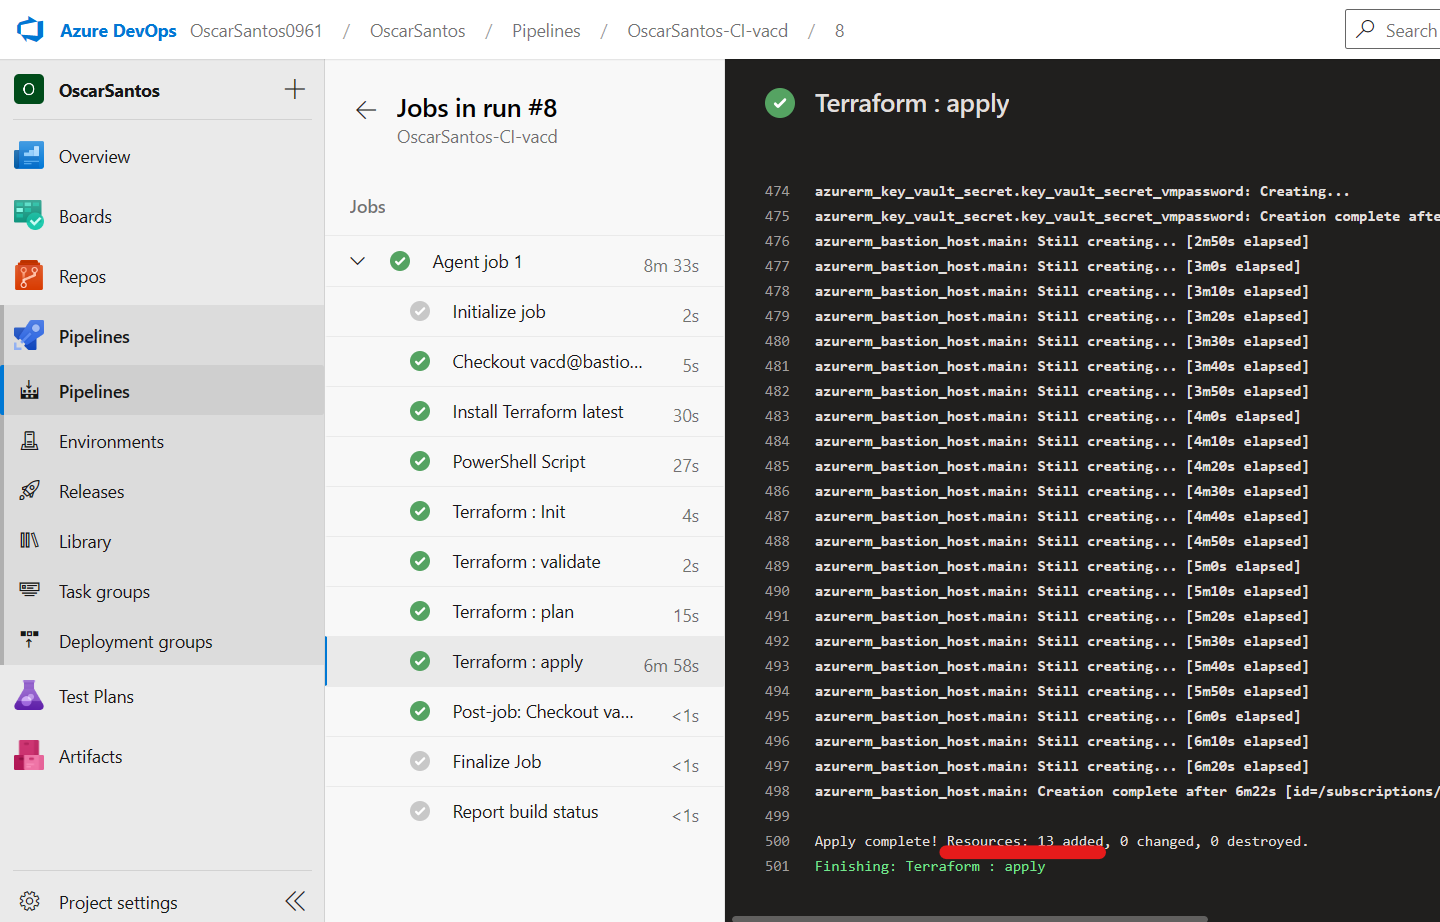 Azure DevOps OscarSantos0961 / OscarSantos / Pipelines / OscarSantos-CI-vacd / 8
Search
O OscarSantos
Overview
Boards
Repos
Pipelines
Pipelines
Environments
Releases
Library
Task groups
Deployment groups
Test Plans
Artifacts
Project settings
Jobs in run #8
OscarSantos-CI-vacd
Jobs
Agent job 1 8m 33s
Initialize job 2s
Checkout vacd@bastio... 5s
Install Terraform latest 30s
PowerShell Script 27s
Terraform : Init 4s
Terraform : validate 2s
Terraform : plan 15s
Terraform : apply 6m 58s
Post-job: Checkout va... <1s
Finalize Job <1s
Report build status <1s
Terraform : apply
474 azurerm_key_vault_secret.key_vault_secret_vmpassword: Creating...
475 azurerm_key_vault_secret.key_vault_secret_vmpassword: Creation complete afte
476 azurerm_bastion_host.main: Still creating... [2m50s elapsed]
477 azurerm_bastion_host.main: Still creating... [3m0s elapsed]
478 azurerm_bastion_host.main: Still creating... [3m10s elapsed]
479 azurerm_bastion_host.main: Still creating... [3m20s elapsed]
480 azurerm_bastion_host.main: Still creating... [3m30s elapsed]
481 azurerm_bastion_host.main: Still creating... [3m40s elapsed]
482 azurerm_bastion_host.main: Still creating... [3m50s elapsed]
483 azurerm_bastion_host.main: Still creating... [4m0s elapsed]
484 azurerm_bastion_host.main: Still creating... [4m10s elapsed]
485 azurerm_bastion_host.main: Still creating... [4m20s elapsed]
486 azurerm_bastion_host.main: Still creating... [4m30s elapsed]
487 azurerm_bastion_host.main: Still creating... [4m40s elapsed]
488 azurerm_bastion_host.main: Still creating... [4m50s elapsed]
489 azurerm_bastion_host.main: Still creating... [5m0s elapsed]
490 azurerm_bastion_host.main: Still creating... [5m10s elapsed]
491 azurerm_bastion_host.main: Still creating... [5m20s elapsed]
492 azurerm_bastion_host.main: Still creating... [5m30s elapsed]
493 azurerm_bastion_host.main: Still creating... [5m40s elapsed]
494 azurerm_bastion_host.main: Still creating... [5m50s elapsed]
495 azurerm_bastion_host.main: Still creating... [6m0s elapsed]
496 azurerm_bastion_host.main: Still creating... [6m10s elapsed]
497 azurerm_bastion_host.main: Still creating... [6m20s elapsed]
498 azurerm_bastion_host.main: Creation complete after 6m22s [id=/subscriptions/
499
500 Apply complete! Resources: 13 added, 0 changed, 0 destroyed.
501 Finishing: Terraform : apply